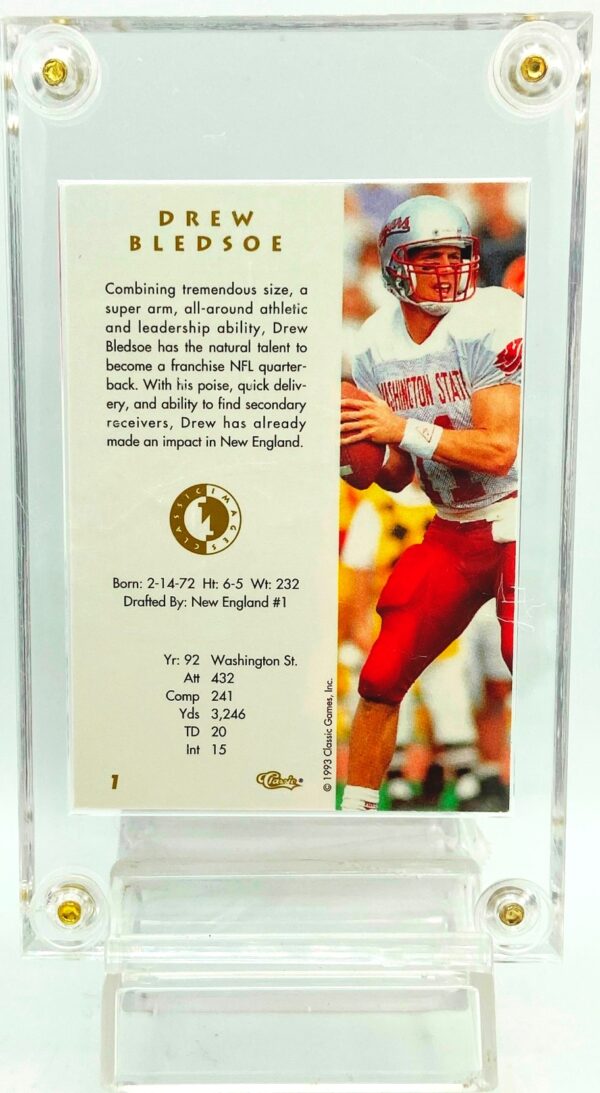 DREW
BLEDSOE
Combining tremendous size, a
super arm, all-around athletic
and leadership ability, Drew
Bledsoe has the natural talent to
become a franchise NFL quarter-
back. With his poise, quick deliv-
ery, and ability to find secondary
receivers, Drew has already
made an impact in New England.
CLASSIC IMAGES
Born: 2-14-72 Ht: 6-5 Wt: 232
Drafted By: New England #1
Yr: 92 Washington St.
Att 432
Comp 241
Yds 3,246
TD 20
Int 15
1
Classic®
© 1993 Classic Games, Inc.
Cougars
WASHINGTON STATE